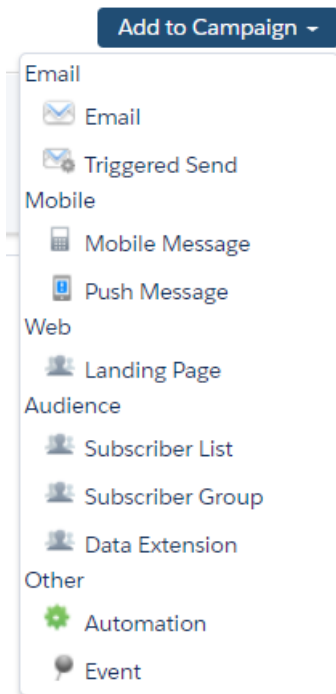 Add to Campaign
Email
Email
Triggered Send
Mobile
Mobile Message
Push Message
Web
Landing Page
Audience
Subscriber List
Subscriber Group
Data Extension
Other
Automation
Event